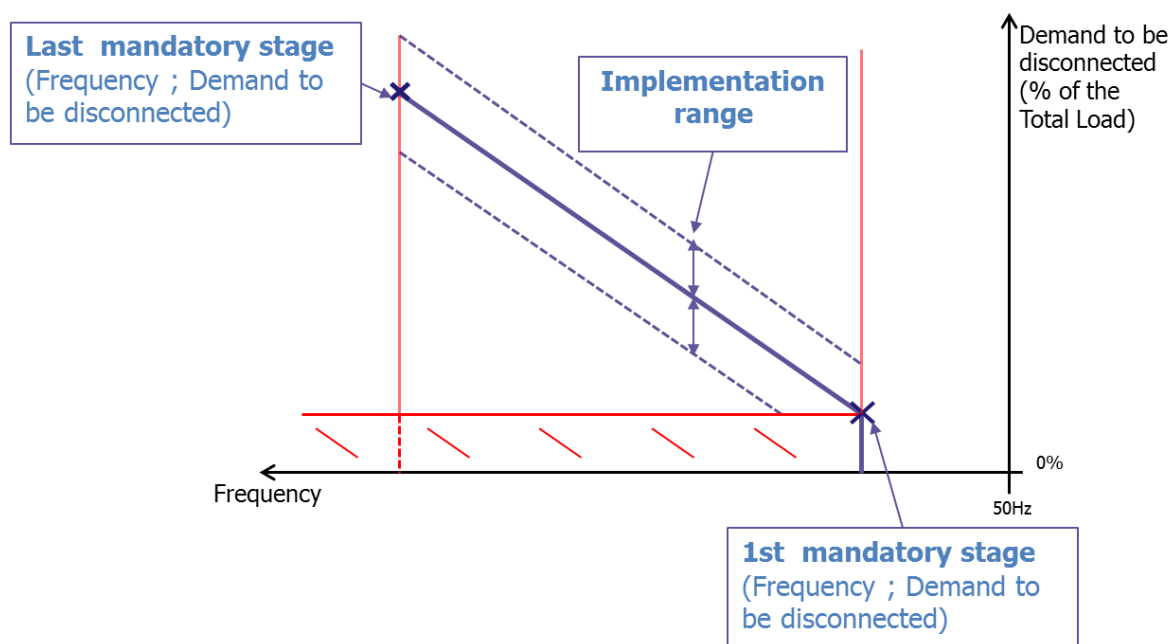 Last mandatory stage
(Frequency ; Demand to
be disconnected)
Implementation
range
Demand to be
disconnected
(% of the
Total Load)
0%
Frequency
50Hz
1st mandatory stage
(Frequency ; Demand to
be disconnected)